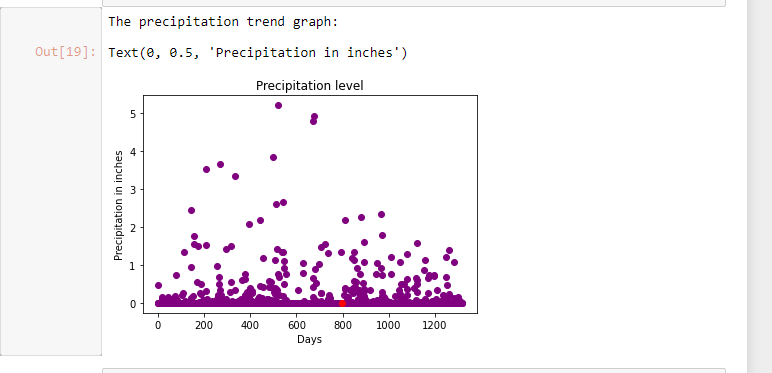 The precipitation trend graph:
Out[19]: Text(0, 0.5, 'Precipitation in inches')
Precipitation level
Precipitation in inches
5
4
3
2
1
0
0 200 400 600 800 1000 1200
Days